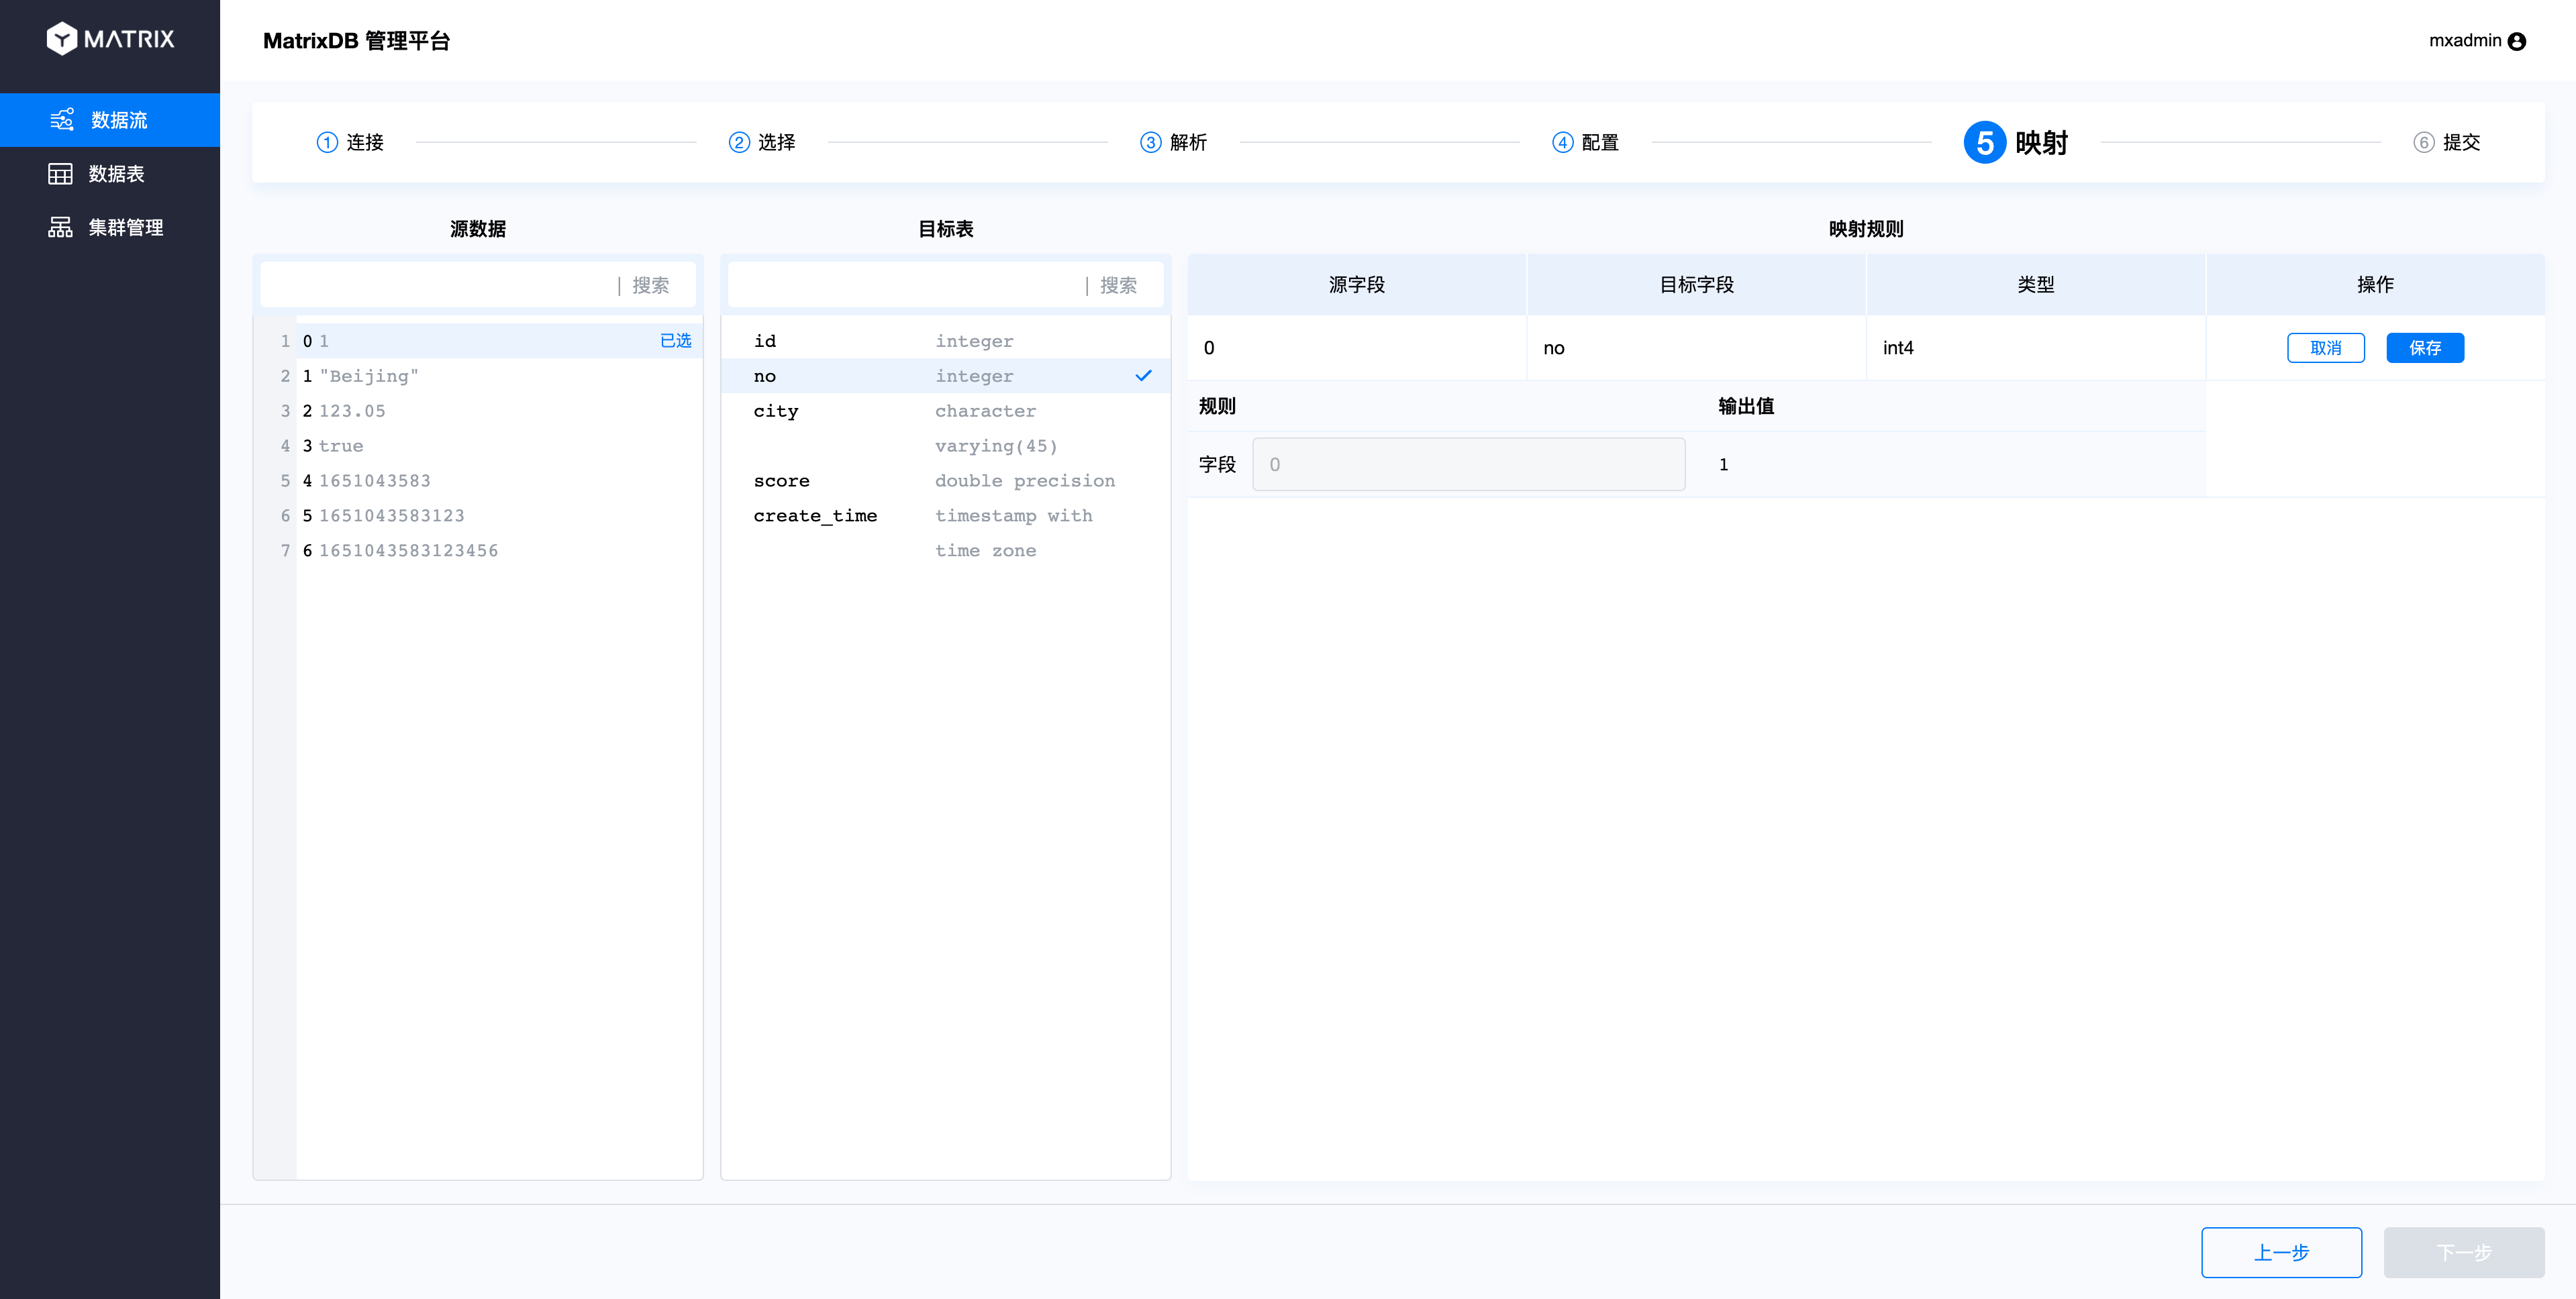 MATRIX
MatrixDB 管理平台
mxadmin
数据流
数据表
集群管理
1 连接
2 选择
3 解析
4 配置
5 映射
6 提交
源数据
| 搜索
1 0 1 已选
2 1 "Beijing"
3 2 123.05
4 3 true
5 4 1651043583
6 5 1651043583123
7 6 1651043583123456
目标表
| 搜索
id integer
no integer
city character
varying(45)
score double precision
create_time timestamp with
time zone
映射规则
源字段 目标字段 类型 操作
0 no int4 取消 保存
规则 输出值
字段 0 1
上一步 下一步